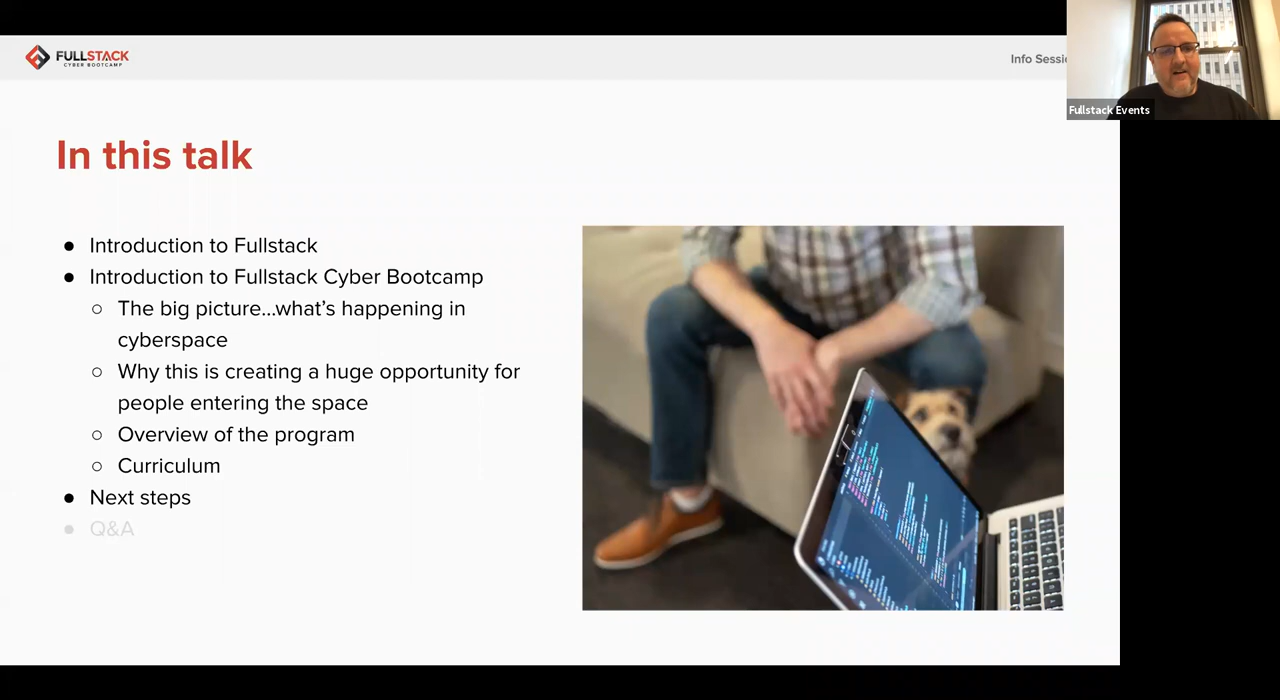 FULLSTACK
CYBER BOOTCAMP
Info
Fullstack Events
In this talk
● Introduction to Fullstack
● Introduction to Fullstack Cyber Bootcamp
○ The big picture...what's happening in
cyberspace
○ Why this is creating a huge opportunity for
people entering the space
○ Overview of the program
○ Curriculum
● Next steps
● Q&A